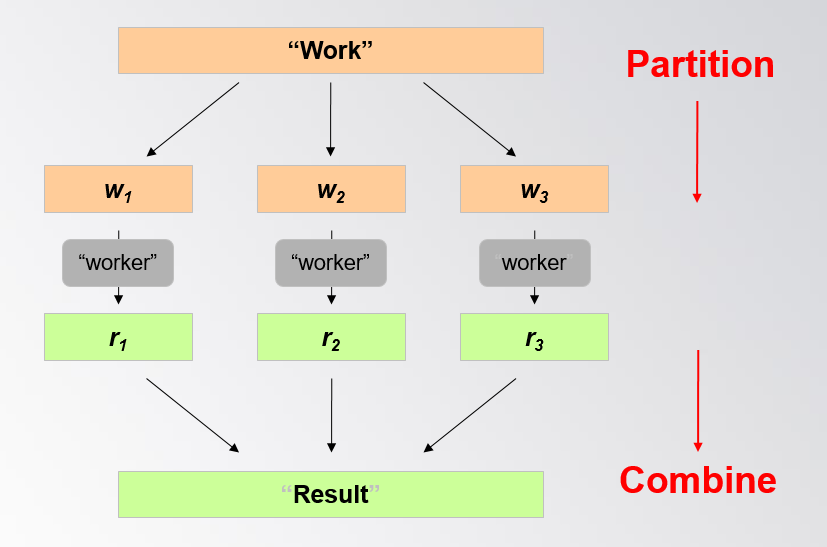 “Work”
Partition
w1 w2 w3
“worker” “worker” “worker”
r1 r2 r3
“Result”
Combine